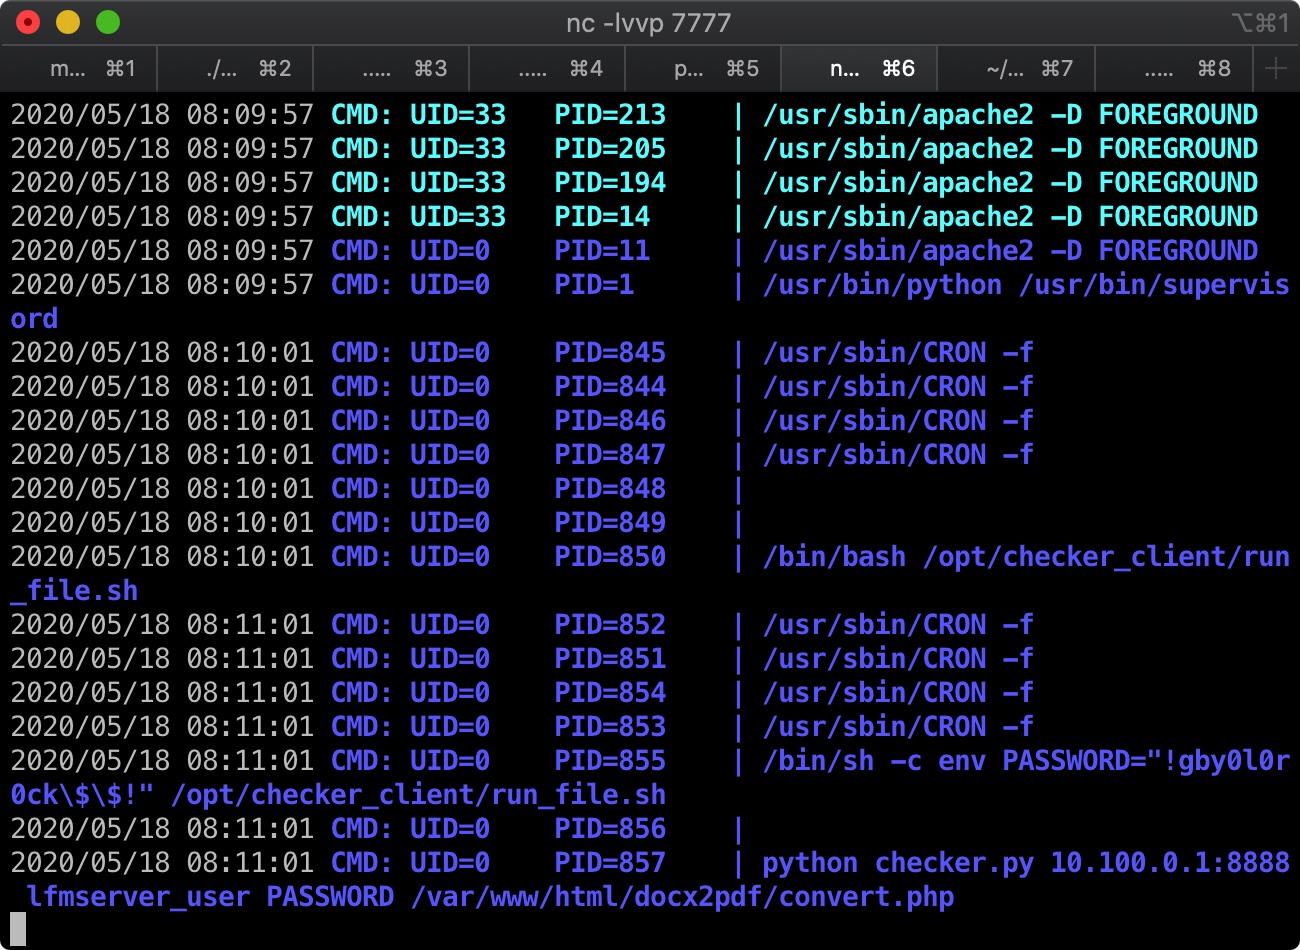 nc -lvvp 7777 ⌥⌘1
m... ⌘1 ./... ⌘2 ..... ⌘3 ..... ⌘4 p... ⌘5 n... ⌘6 ~/... ⌘7 ..... ⌘8 +
2020/05/18 08:09:57 CMD: UID=33   PID=213    | /usr/sbin/apache2 -D FOREGROUND
2020/05/18 08:09:57 CMD: UID=33   PID=205    | /usr/sbin/apache2 -D FOREGROUND
2020/05/18 08:09:57 CMD: UID=33   PID=194    | /usr/sbin/apache2 -D FOREGROUND
2020/05/18 08:09:57 CMD: UID=33   PID=14     | /usr/sbin/apache2 -D FOREGROUND
2020/05/18 08:09:57 CMD: UID=0    PID=11     | /usr/sbin/apache2 -D FOREGROUND
2020/05/18 08:09:57 CMD: UID=0    PID=1      | /usr/bin/python /usr/bin/supervis
ord
2020/05/18 08:10:01 CMD: UID=0    PID=845    | /usr/sbin/CRON -f
2020/05/18 08:10:01 CMD: UID=0    PID=844    | /usr/sbin/CRON -f
2020/05/18 08:10:01 CMD: UID=0    PID=846    | /usr/sbin/CRON -f
2020/05/18 08:10:01 CMD: UID=0    PID=847    | /usr/sbin/CRON -f
2020/05/18 08:10:01 CMD: UID=0    PID=848    |
2020/05/18 08:10:01 CMD: UID=0    PID=849    |
2020/05/18 08:10:01 CMD: UID=0    PID=850    | /bin/bash /opt/checker_client/run
_file.sh
2020/05/18 08:11:01 CMD: UID=0    PID=852    | /usr/sbin/CRON -f
2020/05/18 08:11:01 CMD: UID=0    PID=851    | /usr/sbin/CRON -f
2020/05/18 08:11:01 CMD: UID=0    PID=854    | /usr/sbin/CRON -f
2020/05/18 08:11:01 CMD: UID=0    PID=853    | /usr/sbin/CRON -f
2020/05/18 08:11:01 CMD: UID=0    PID=855    | /bin/sh -c env PASSWORD="!gby0l0r
0ck\$\$!" /opt/checker_client/run_file.sh
2020/05/18 08:11:01 CMD: UID=0    PID=856    |
2020/05/18 08:11:01 CMD: UID=0    PID=857    | python checker.py 10.100.0.1:8888
 lfmserver_user PASSWORD /var/www/html/docx2pdf/convert.php